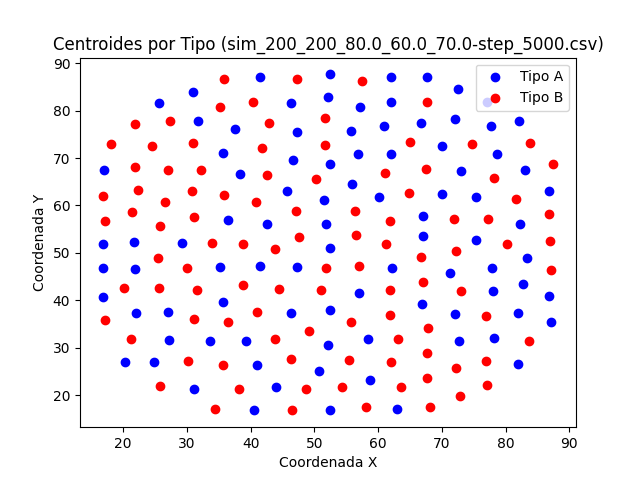 Centroides por Tipo (sim_200_200_80.0_60.0_70.0-step_5000.csv)
Tipo A
Tipo B
90
80
70
60
50
40
30
20
Coordenada Y
20 30 40 50 60 70 80 90
Coordenada X